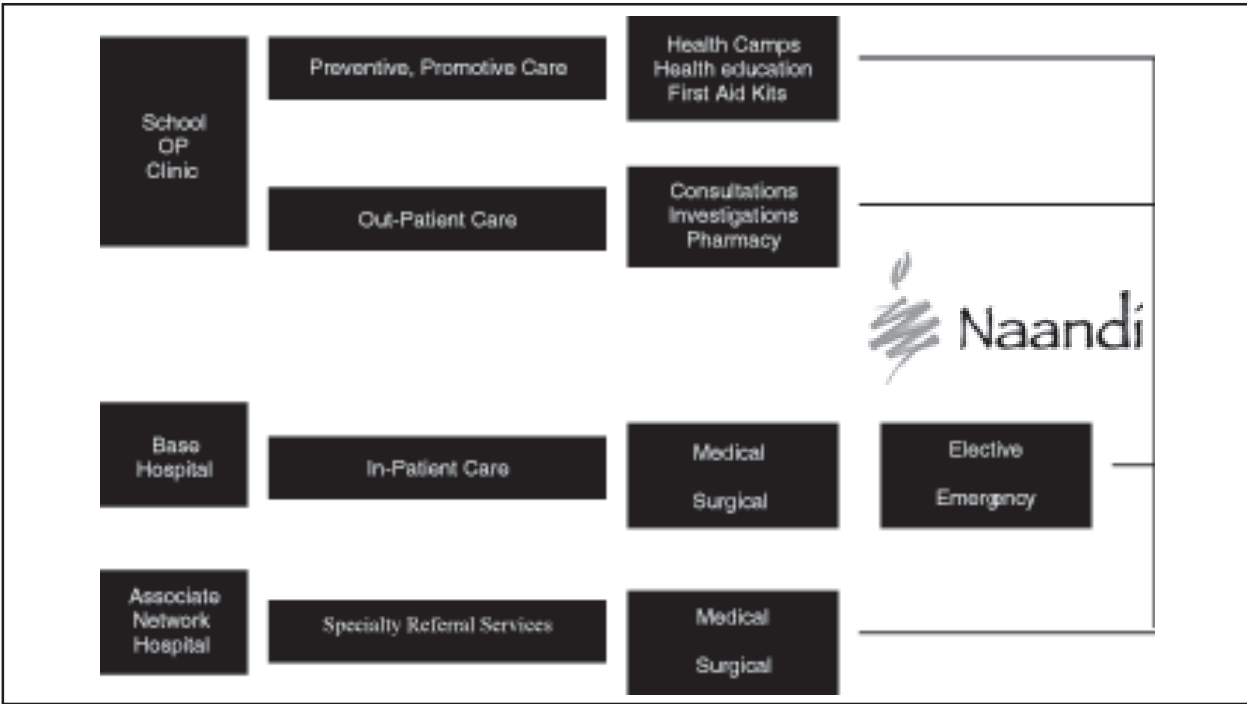 School
OP
Clinic
Preventive, Promotive Care
Health Camps
Health education
First Aid Kits
Out-Patient Care
Consultations
Investigations
Pharmacy
Naandi
Base
Hospital
In-Patient Care
Medical
Surgical
Elective
Emergency
Associate
Network
Hospital
Specialty Referral Services
Medical
Surgical